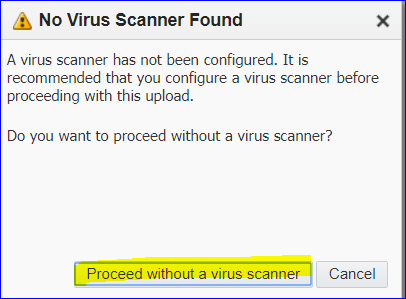 No Virus Scanner Found
A virus scanner has not been configured. It is
recommended that you configure a virus scanner before
proceeding with this upload.
Do you want to proceed without a virus scanner?
Proceed without a virus scanner Cancel